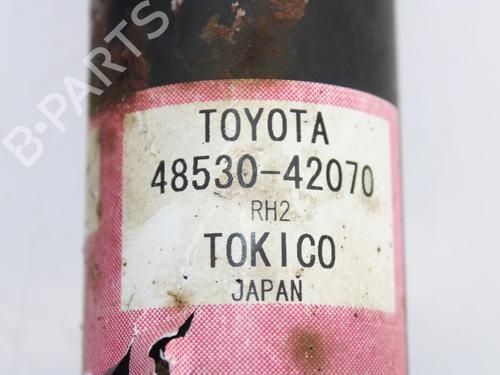 B-PARTS
TOYOTA
48530-42070
RH2
TOKICO
JAPAN